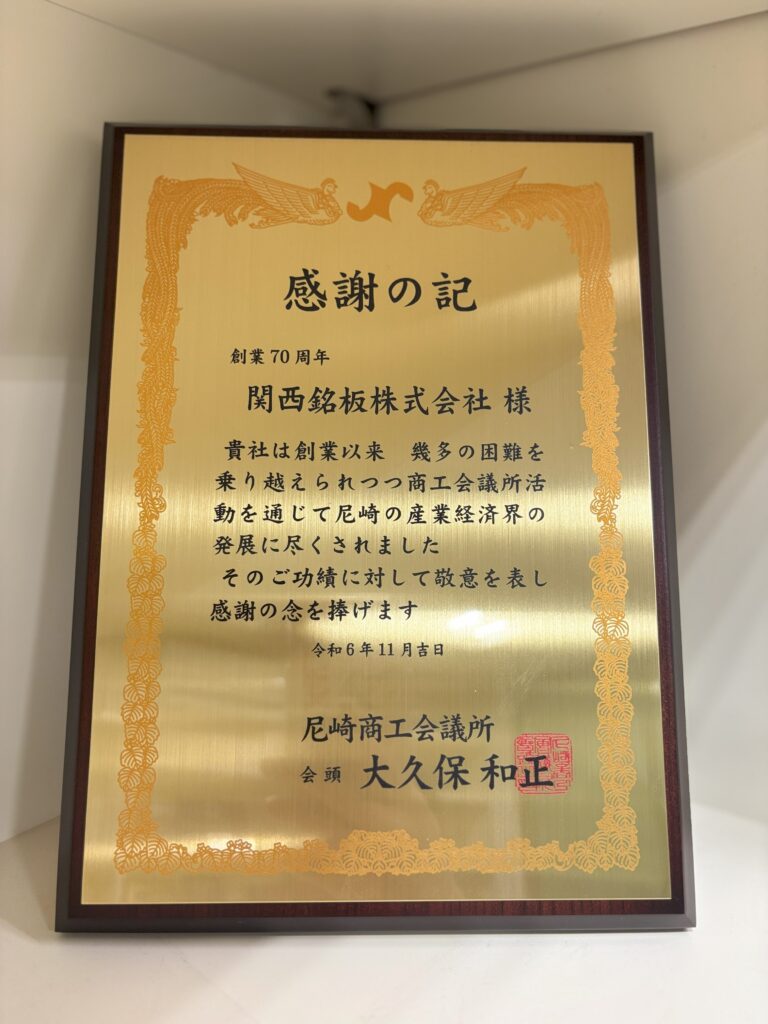 感謝の記
創業70周年
関西銘板株式会社 様
貴社は創業以来 幾多の困難を
乗り越えられつつ商工会議所活
動を通じて尼崎の産業経済界の
発展に尽くされました
そのご功績に対して敬意を表し
感謝の念を捧げます
令和6年11月吉日
尼崎商工会議所
会頭 大久保 和正